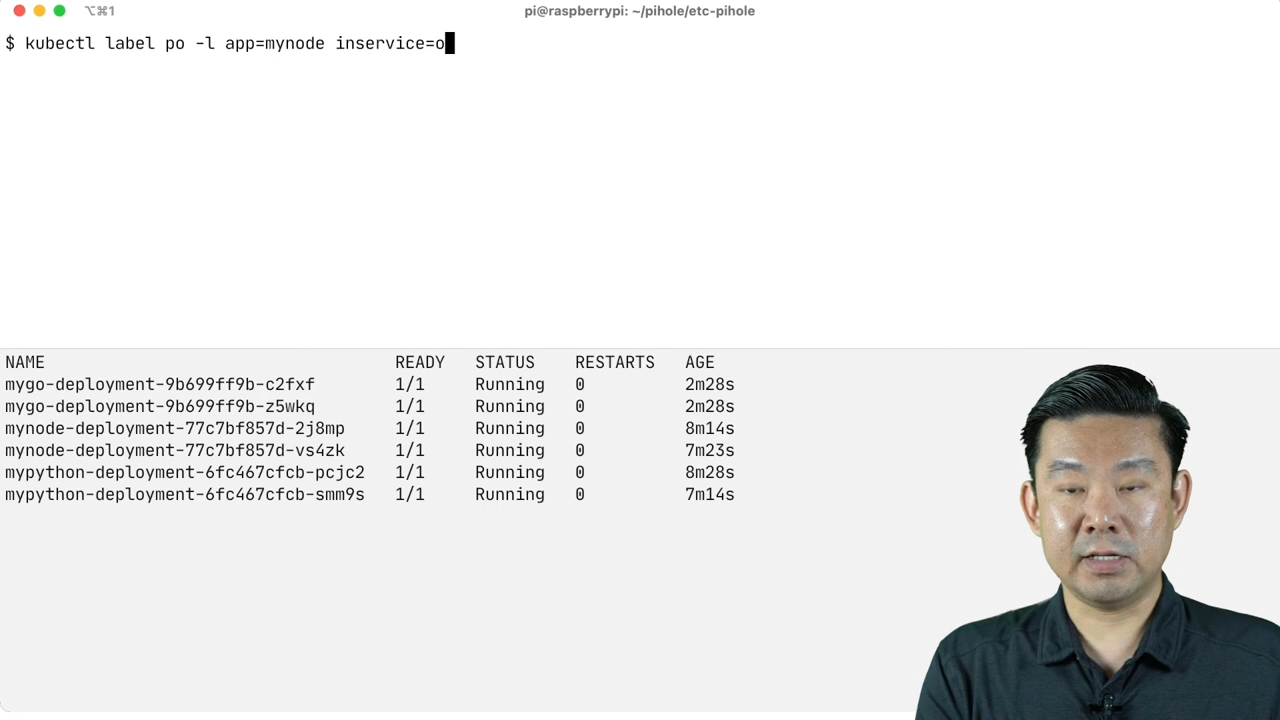 ⌥⌘1
pi@raspberrypi: ~/pihole/etc-pihole
$ kubectl label po -l app=mynode inservice=o
NAME READY STATUS RESTARTS AGE
mygo-deployment-9b699ff9b-c2fxf 1/1 Running 0 2m28s
mygo-deployment-9b699ff9b-z5wkq 1/1 Running 0 2m28s
mynode-deployment-77c7bf857d-2j8mp 1/1 Running 0 8m14s
mynode-deployment-77c7bf857d-vs4zk 1/1 Running 0 7m23s
mypython-deployment-6fc467cfcb-pcjc2 1/1 Running 0 8m28s
mypython-deployment-6fc467cfcb-smm9s 1/1 Running 0 7m14s